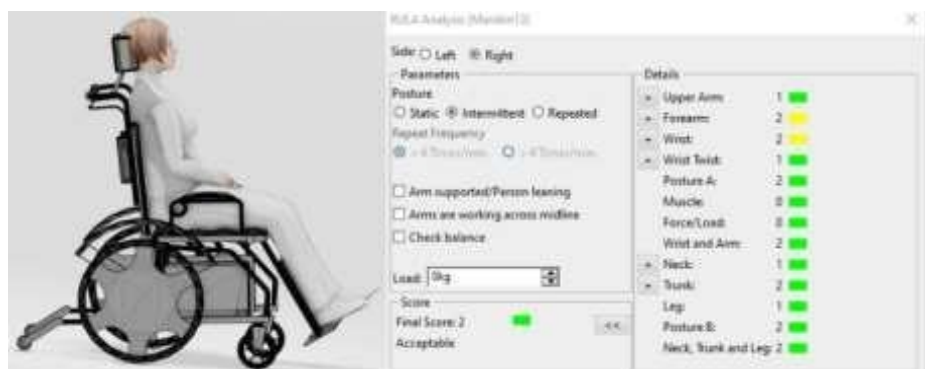 RULA Analysis (Manikin13)
Side: Left Right
Parameters
Posture
Static Intermittent Repeated
Repeat Frequency
Arm supported/Person leaning
Arms are working across midline
Check balance
Load: 0kg
Score
Final Score: 2
<<
Acceptable
Details
Upper Arm: 1
Forearm: 2
Wrist: 2
Wrist Twist: 1
Posture A: 2
Muscle: 0
Force/Load: 0
Wrist and Arm: 2
Neck: 1
Trunk: 2
Leg: 1
Posture B: 2
Neck, Trunk and Leg: 2